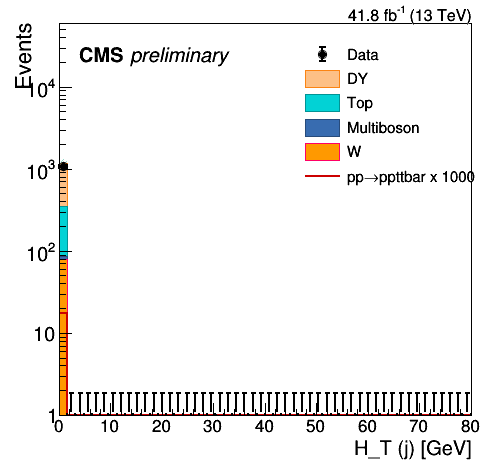 41.8 fb⁻¹ (13 TeV)
Events
CMS preliminary
Data
DY
Top
Multiboson
W
pp→ppttbar x 1000
10⁴
10³
10²
10
1
0 10 20 30 40 50 60 70 80
H_T (j) [GeV]